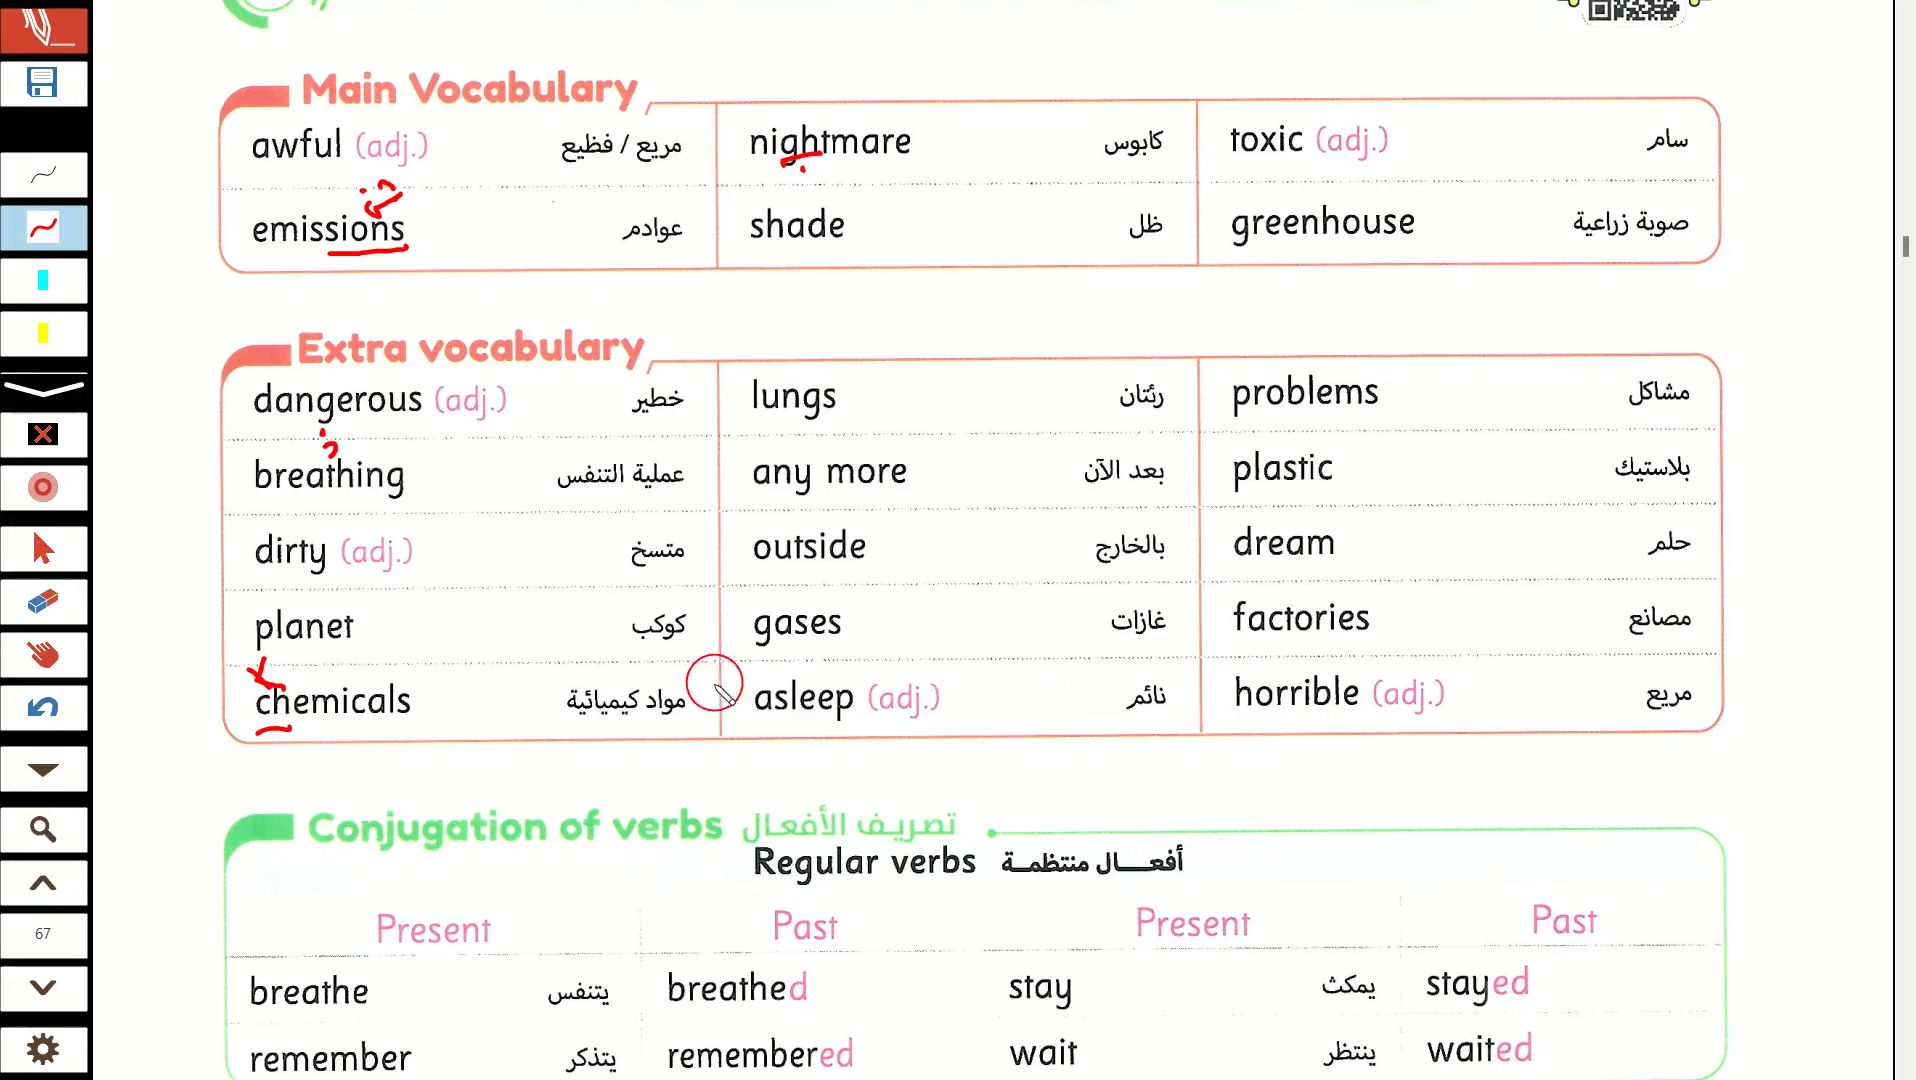 Main Vocabulary
awful (adj.) مريع / فظيع nightmare كابوس toxic (adj.) سام
emissions عوادم shade ظل greenhouse صوبة زراعية
Extra vocabulary
dangerous (adj.) خطير lungs رئتان problems مشاكل
breathing عملية التنفس any more بعد الآن plastic بلاستيك
dirty (adj.) متسخ outside بالخارج dream حلم
planet كوكب gases غازات factories مصانع
chemicals مواد كيميائية asleep (adj.) نائم horrible (adj.) مريع
Conjugation of verbs تصريف الأفعال
Regular verbs أفعال منتظمة
Present Past Present Past
breathe يتنفس breathed stay يمكث stayed
remember يتذكر remembered wait ينتظر waited
67